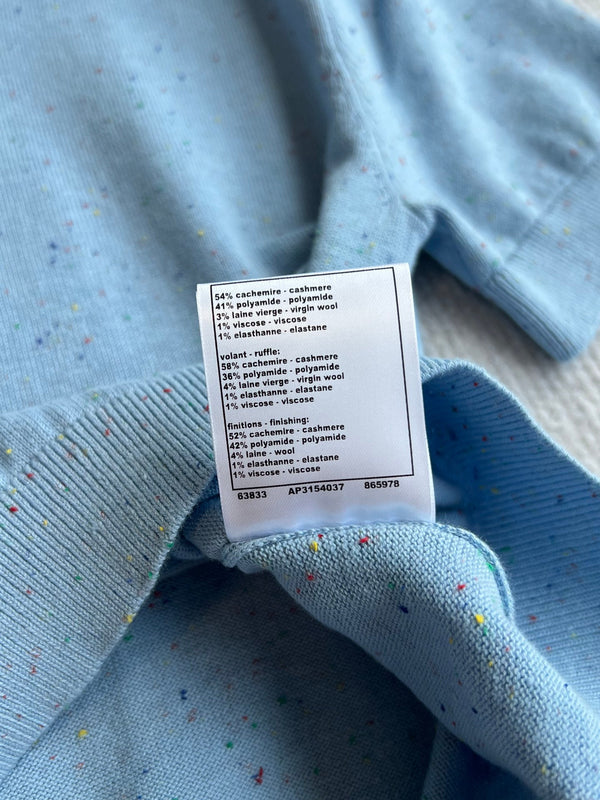 54% cachemire - cashmere
41% polyamide - polyamide
3% laine vierge - virgin wool
1% viscose - viscose
1% elasthanne - elastane
volant - ruffle:
58% cachemire - cashmere
36% polyamide - polyamide
4% laine vierge - virgin wool
1% elasthanne - elastane
1% viscose - viscose
finitions - finishing:
52% cachemire - cashmere
42% polyamide - polyamide
4% laine - wool
1% elasthanne - elastane
1% viscose - viscose
63833 AP3154037 865978